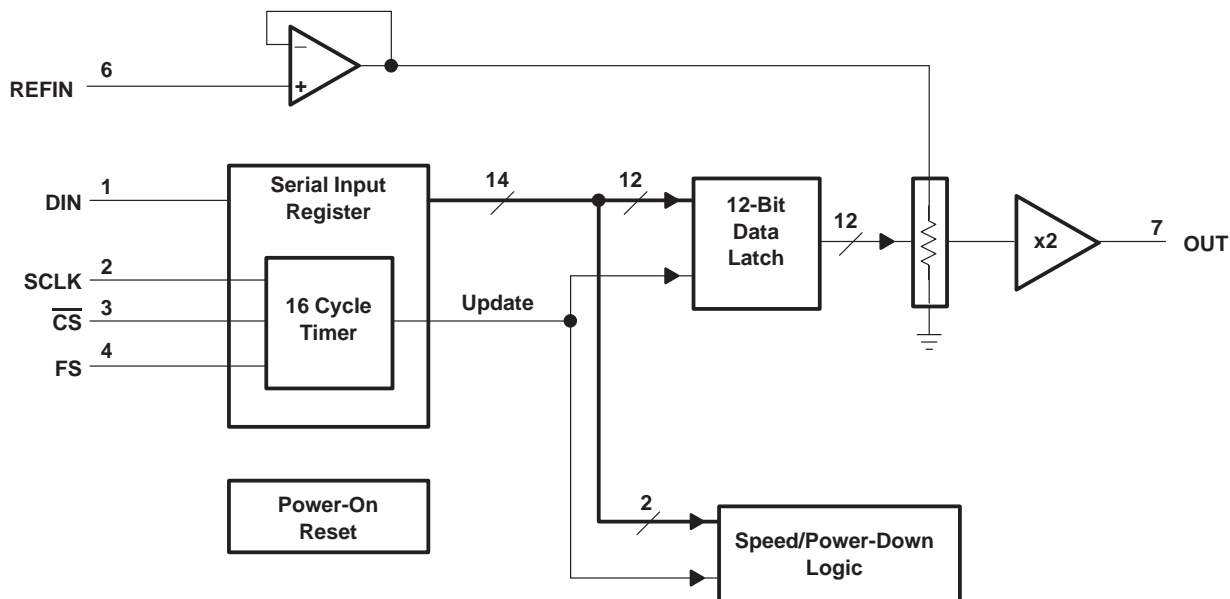 6
REFIN
_
+
DIN
1
Serial Input
Register
14
12
12-Bit
Data
Latch
12
x2
7
OUT
SCLK
2
CS
3
FS
4
16 Cycle
Timer
Update
Power-On
Reset
2
Speed/Power-Down
Logic